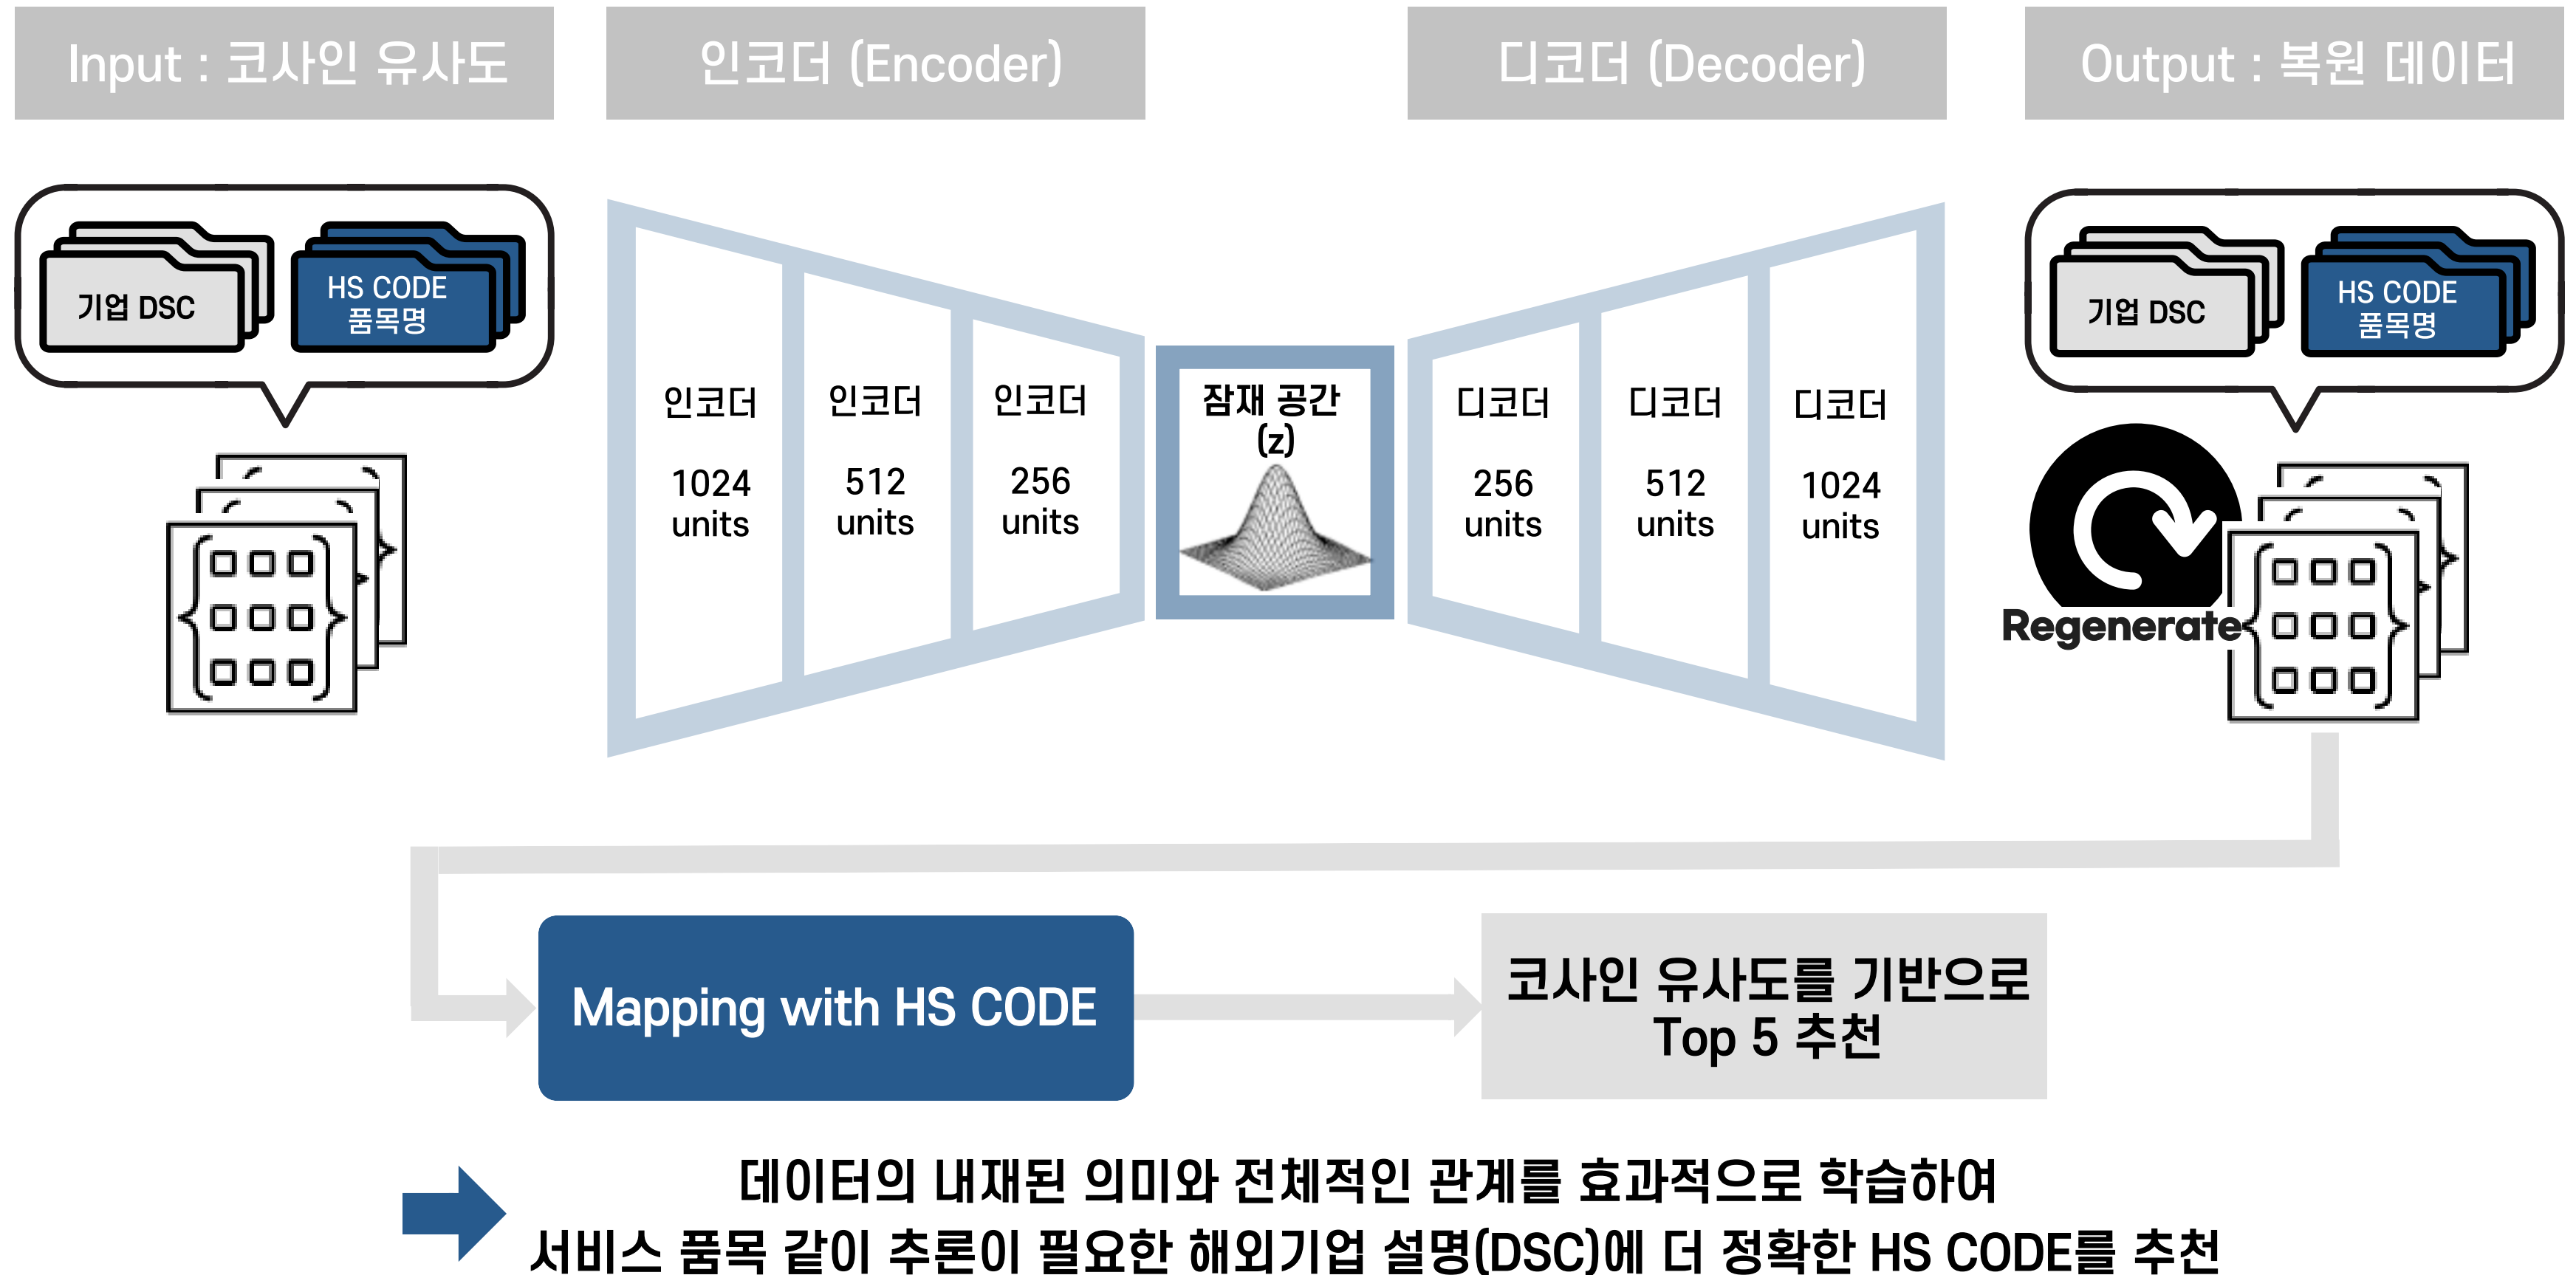 Input : 코사인 유사도
인코더 (Encoder)
디코더 (Decoder)
Output : 복원 데이터
기업 DSC
HS CODE
품목명
인코더
1024
units
인코더
512
units
인코더
256
units
잠재 공간
(z)
디코더
256
units
디코더
512
units
디코더
1024
units
기업 DSC
HS CODE
품목명
Regenerate
Mapping with HS CODE
코사인 유사도를 기반으로
Top 5 추천
데이터의 내재된 의미와 전체적인 관계를 효과적으로 학습하여
서비스 품목 같이 추론이 필요한 해외기업 설명(DSC)에 더 정확한 HS CODE를 추천